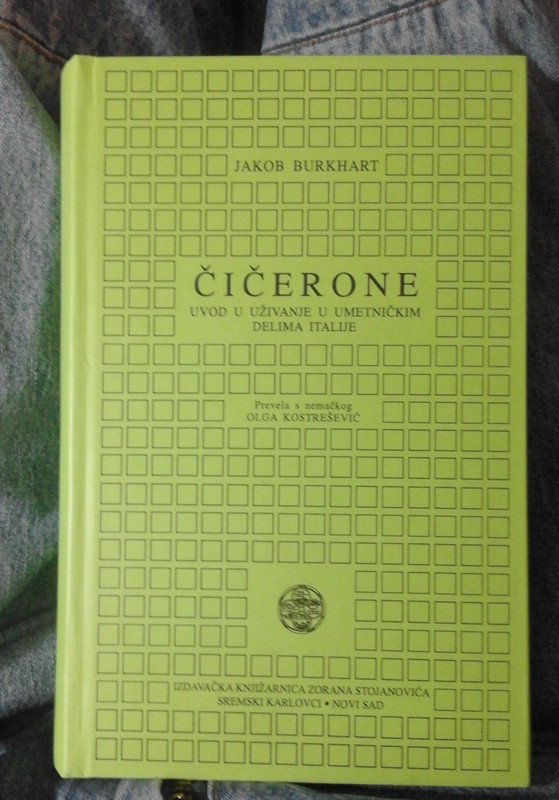 JAKOB BURKHART
ČIČERONE
UVOD U UŽIVANJE U UMETNIČKIM
DELIMA ITALIJE
Prevela s nemačkog
OLGA KOSTREŠEVIĆ
IZDAVAČKA KNJIŽARNICA ZORANA STOJANOVIĆA
SREMSKI KARLOVCI • NOVI SAD